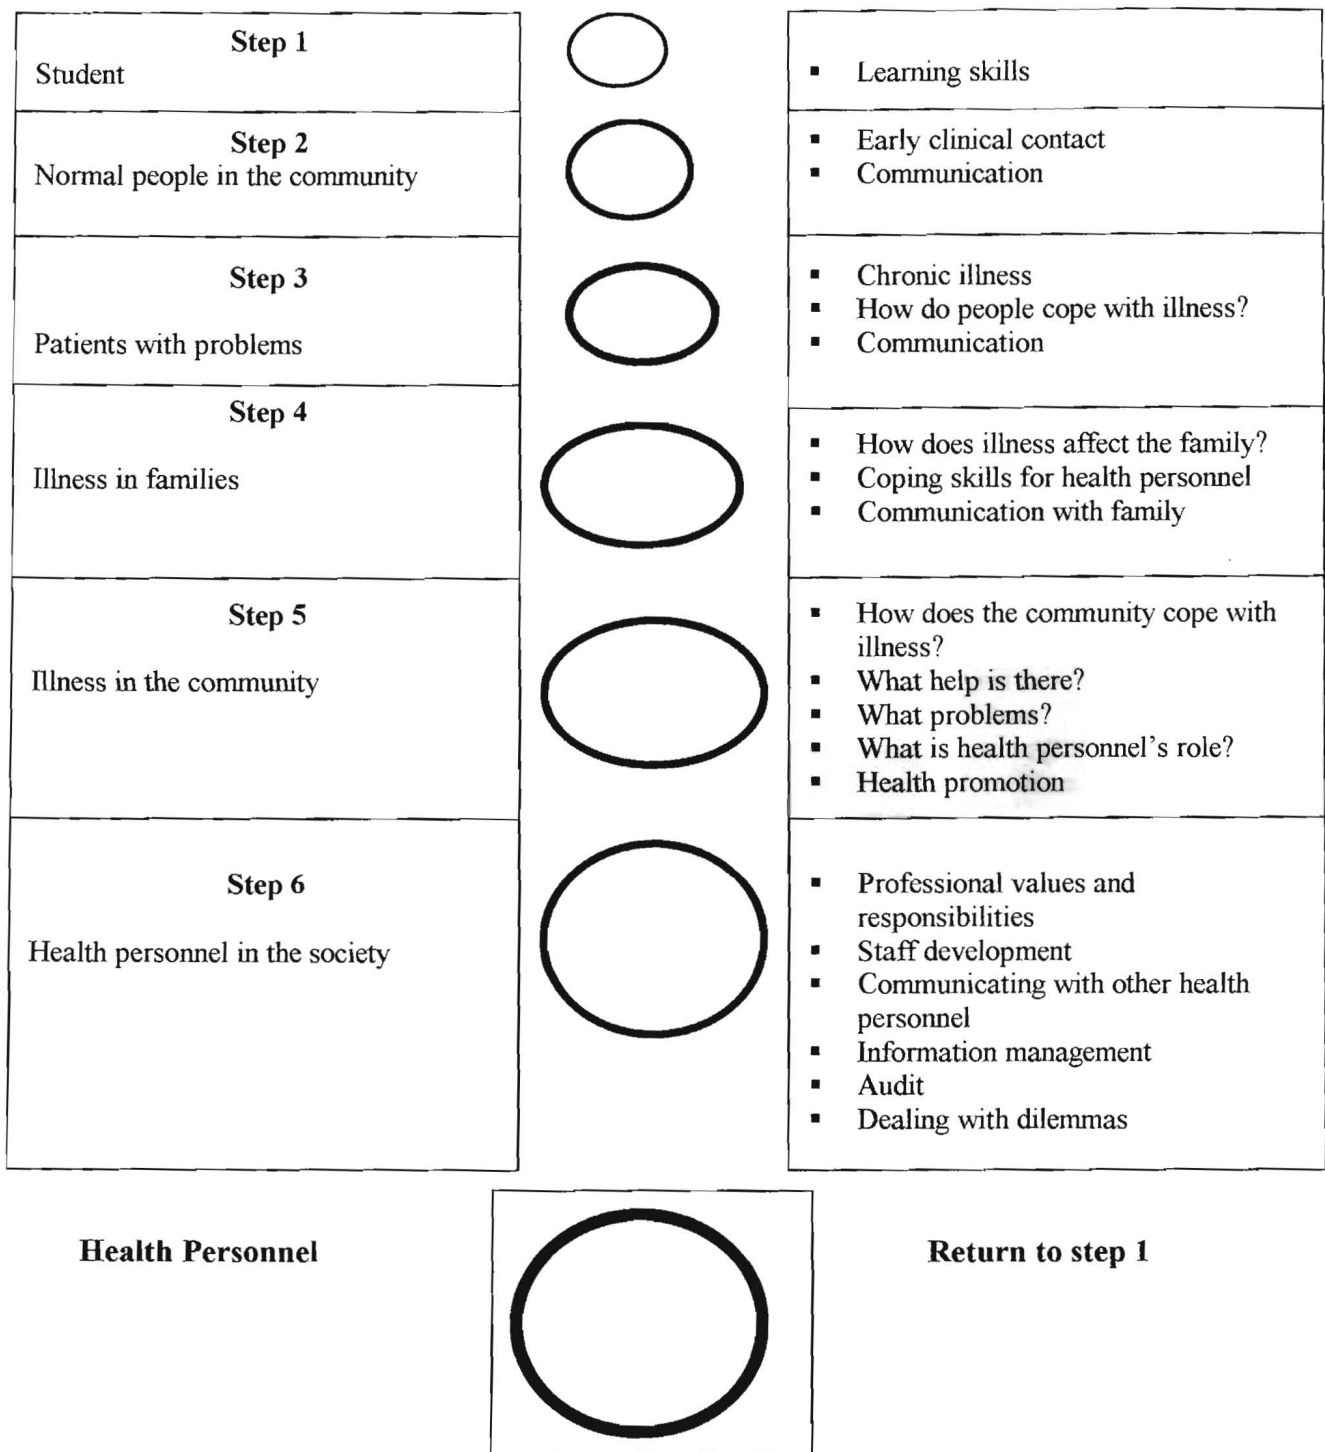 Step 1
Student
▪ Learning skills
Step 2
Normal people in the community
▪ Early clinical contact
▪ Communication
Step 3
Patients with problems
▪ Chronic illness
▪ How do people cope with illness?
▪ Communication
Step 4
Illness in families
▪ How does illness affect the family?
▪ Coping skills for health personnel
▪ Communication with family
Step 5
Illness in the community
▪ How does the community cope with
illness?
▪ What help is there?
▪ What problems?
▪ What is health personnel's role?
▪ Health promotion
Step 6
Health personnel in the society
▪ Professional values and
responsibilities
▪ Staff development
▪ Communicating with other health
personnel
▪ Information management
▪ Audit
▪ Dealing with dilemmas
Health Personnel
Return to step 1